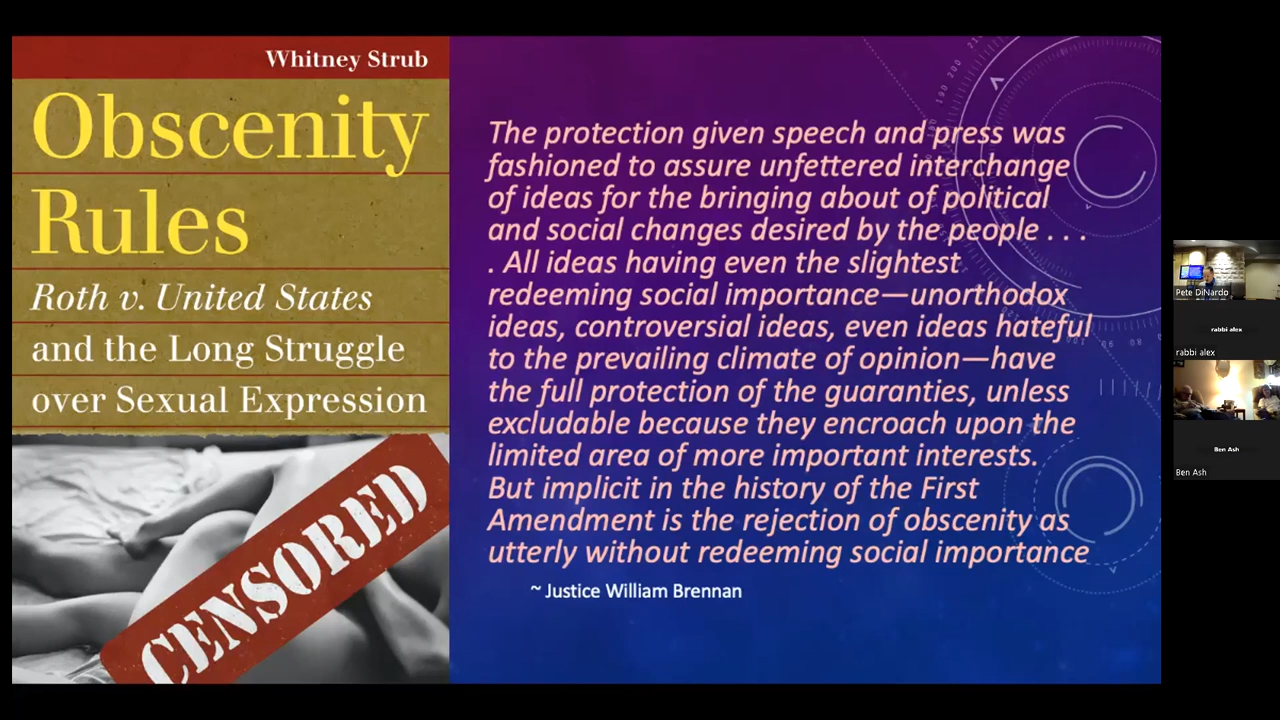 Whitney Strub
Obscenity
Rules
Roth v. United States
and the Long Struggle
over Sexual Expression
CENSORED
The protection given speech and press was
fashioned to assure unfettered interchange
of ideas for the bringing about of political
and social changes desired by the people . . .
. All ideas having even the slightest
redeeming social importance—unorthodox
ideas, controversial ideas, even ideas hateful
to the prevailing climate of opinion—have
the full protection of the guaranties, unless
excludable because they encroach upon the
limited area of more important interests.
But implicit in the history of the First
Amendment is the rejection of obscenity as
utterly without redeeming social importance
~ Justice William Brennan
Pete DiNardo
rabbi alex
rabbi alex
Ben Ash
Ben Ash